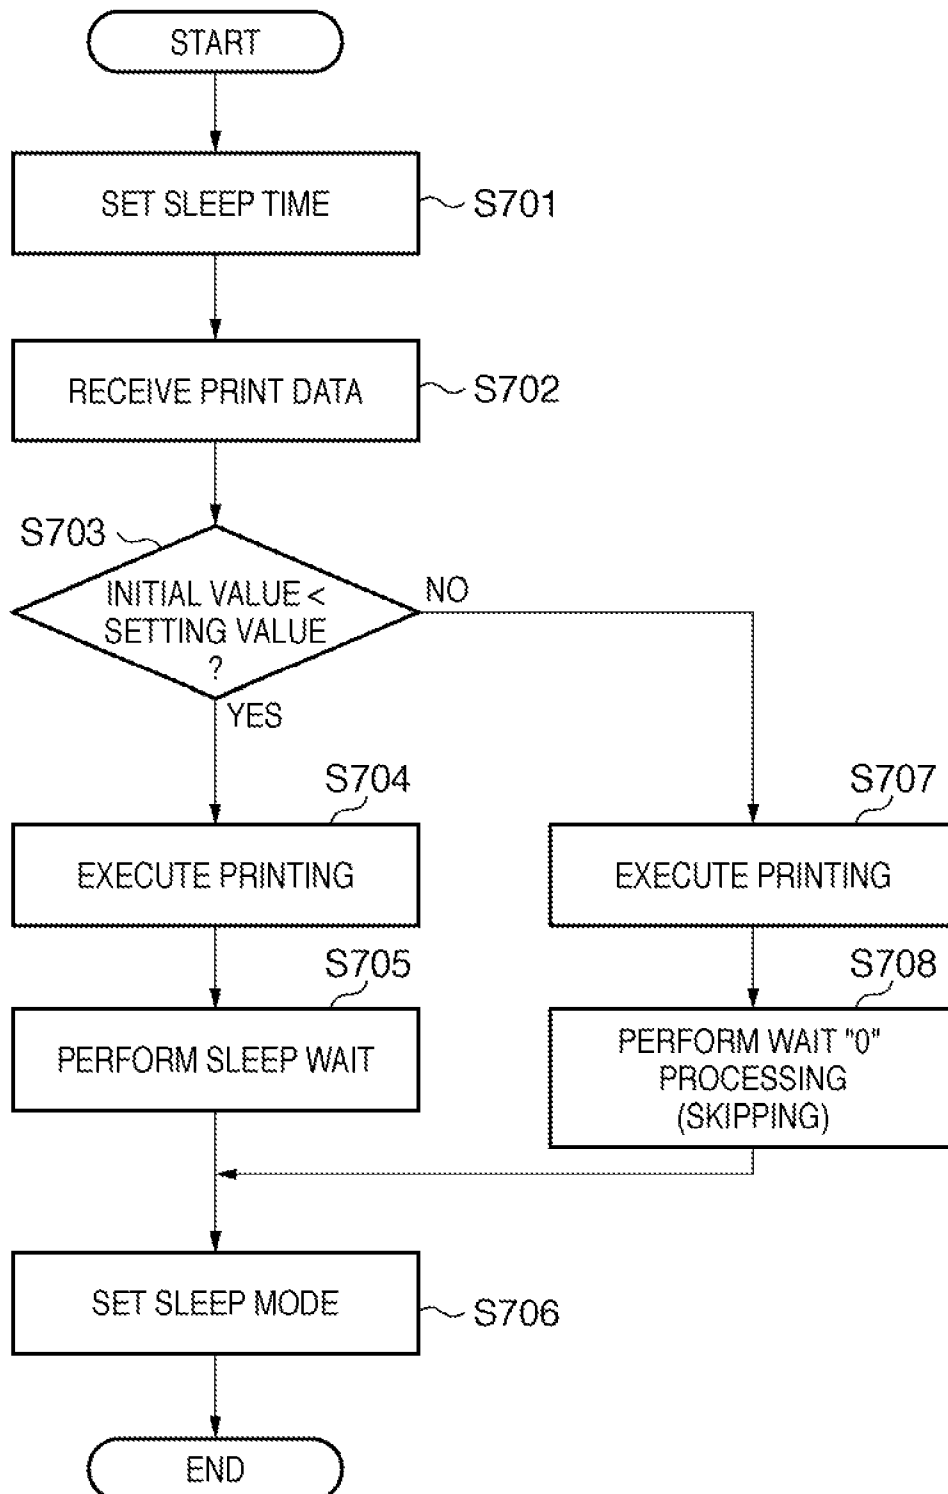 START
SET SLEEP TIME
S701
RECEIVE PRINT DATA
S702
S703
INITIAL VALUE <
SETTING VALUE
?
NO
YES
S704
EXECUTE PRINTING
S707
EXECUTE PRINTING
S705
PERFORM SLEEP WAIT
S708
PERFORM WAIT "0"
PROCESSING
(SKIPPING)
SET SLEEP MODE
S706
END